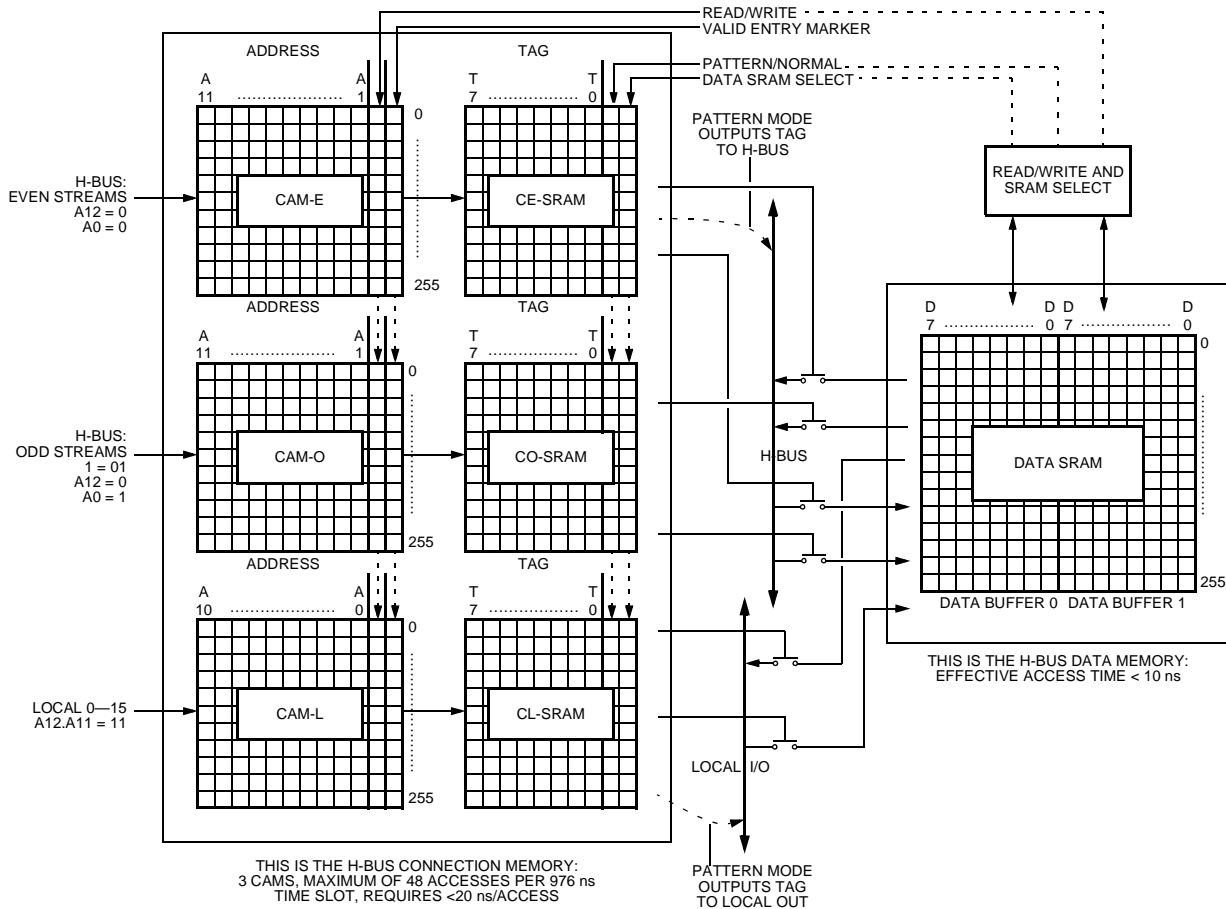 READ/WRITE
VALID ENTRY MARKER
PATTERN/NORMAL
DATA SRAM SELECT
ADDRESS
TAG
A A
11 ..................... 1
T T
7 ................ 0
0
255
H-BUS:
EVEN STREAMS
A12 = 0
A0 = 0
CAM-E
CE-SRAM
PATTERN MODE
OUTPUTS TAG
TO H-BUS
READ/WRITE AND
SRAM SELECT
ADDRESS
TAG
A A
11 ..................... 1
T T
7 ................ 0
0
255
H-BUS:
ODD STREAMS
1 = 01
A12 = 0
A0 = 1
CAM-O
CO-SRAM
H-BUS
D D D D
7 ................... 0 7 ................... 0
0
255
DATA SRAM
DATA BUFFER 0 DATA BUFFER 1
THIS IS THE H-BUS DATA MEMORY:
EFFECTIVE ACCESS TIME < 10 ns
ADDRESS
TAG
A A
10 ..................... 0
T T
7 ................ 0
0
255
LOCAL 0—15
A12.A11 = 11
CAM-L
CL-SRAM
LOCAL I/O
PATTERN MODE
OUTPUTS TAG
TO LOCAL OUT
THIS IS THE H-BUS CONNECTION MEMORY:
3 CAMS, MAXIMUM OF 48 ACCESSES PER 976 ns
TIME SLOT, REQUIRES <20 ns/ACCESS